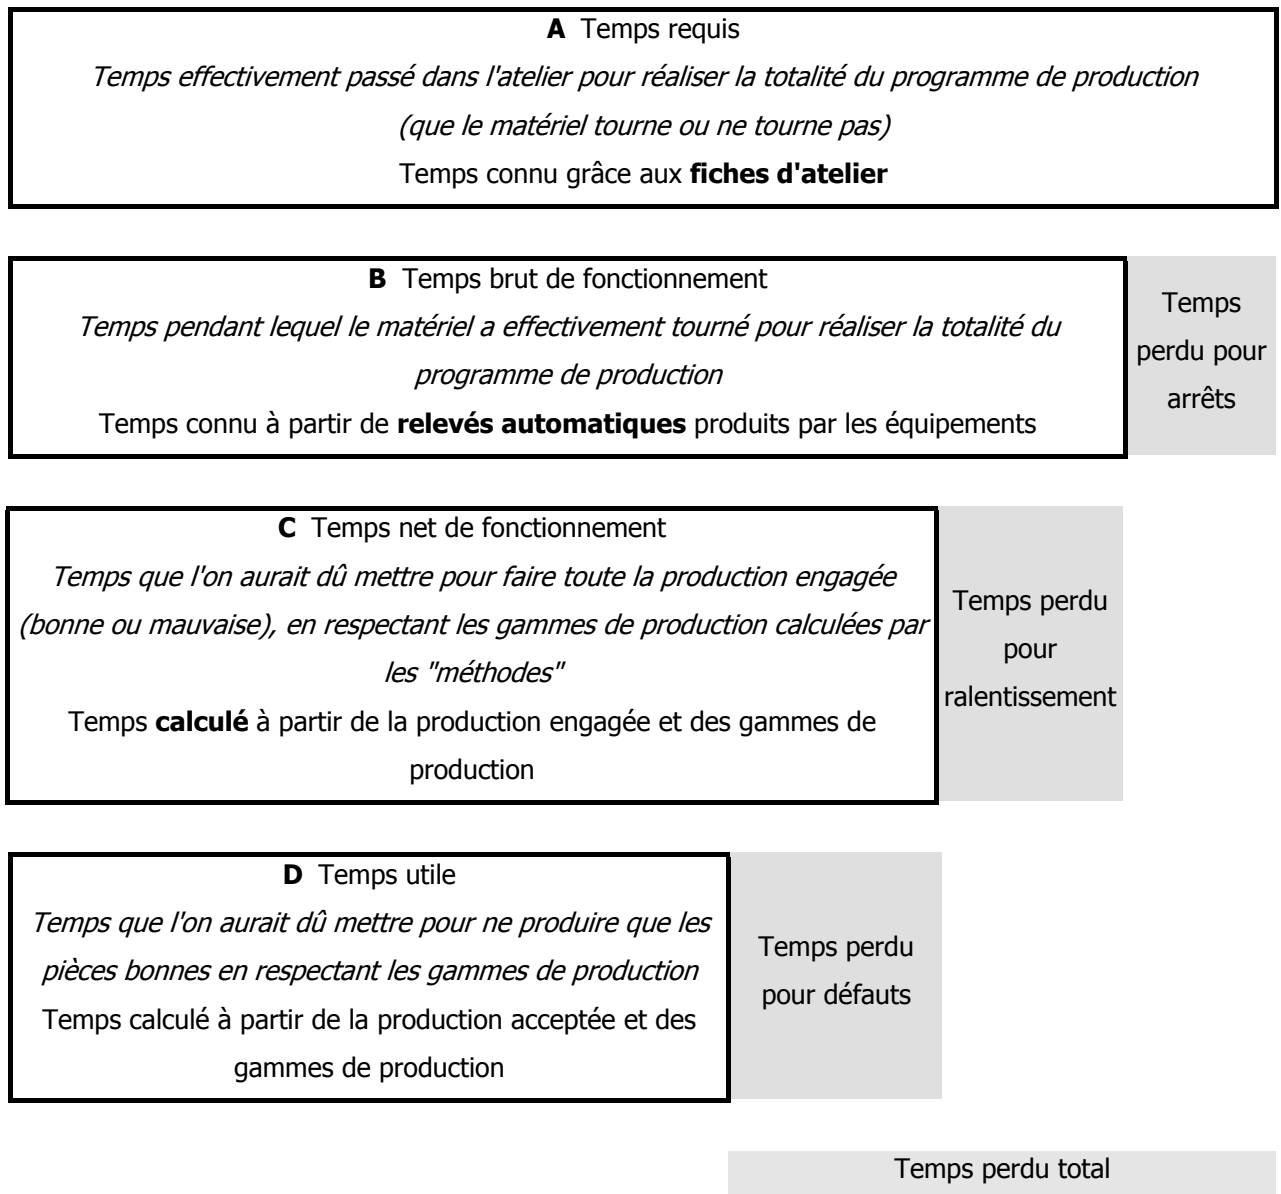 A Temps requis
Temps effectivement passé dans l'atelier pour réaliser la totalité du programme de production
(que le matériel tourne ou ne tourne pas)
Temps connu grâce aux fiches d'atelier
B Temps brut de fonctionnement
Temps pendant lequel le matériel a effectivement tourné pour réaliser la totalité du
programme de production
Temps connu à partir de relevés automatiques produits par les équipements
Temps
perdu pour
arrêts
C Temps net de fonctionnement
Temps que l'on aurait dû mettre pour faire toute la production engagée
(bonne ou mauvaise), en respectant les gammes de production calculées par
les "méthodes"
Temps calculé à partir de la production engagée et des gammes de
production
Temps perdu
pour
ralentissement
D Temps utile
Temps que l'on aurait dû mettre pour ne produire que les
pièces bonnes en respectant les gammes de production
Temps calculé à partir de la production acceptée et des
gammes de production
Temps perdu
pour défauts
Temps perdu total